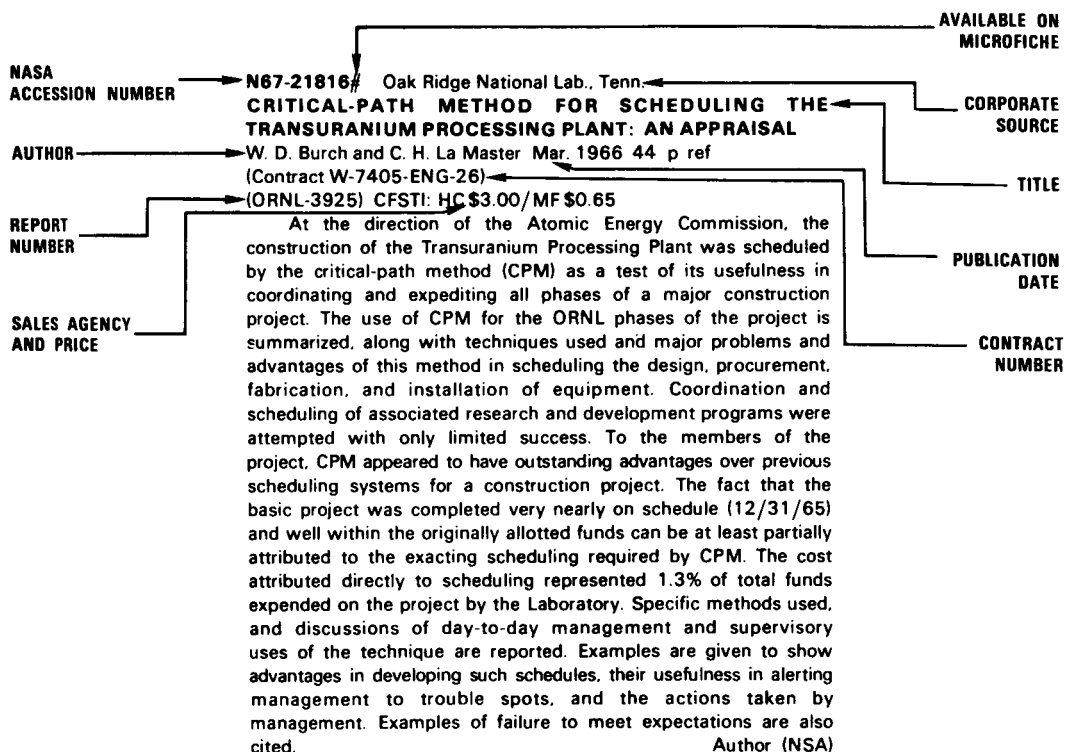 AVAILABLE ON
MICROFICHE
NASA
ACCESSION NUMBER
N67-21816# Oak Ridge National Lab., Tenn.
CORPORATE
SOURCE
CRITICAL-PATH METHOD FOR SCHEDULING THE
TRANSURANIUM PROCESSING PLANT: AN APPRAISAL
TITLE
AUTHOR
W. D. Burch and C. H. La Master Mar. 1966 44 p ref
PUBLICATION
DATE
(Contract W-7405-ENG-26)
CONTRACT
NUMBER
REPORT
NUMBER
(ORNL-3925) CFSTI: HC $3.00/MF $0.65
SALES AGENCY
AND PRICE
At the direction of the Atomic Energy Commission, the
construction of the Transuranium Processing Plant was scheduled
by the critical-path method (CPM) as a test of its usefulness in
coordinating and expediting all phases of a major construction
project. The use of CPM for the ORNL phases of the project is
summarized, along with techniques used and major problems and
advantages of this method in scheduling the design, procurement,
fabrication, and installation of equipment. Coordination and
scheduling of associated research and development programs were
attempted with only limited success. To the members of the
project, CPM appeared to have outstanding advantages over previous
scheduling systems for a construction project. The fact that the
basic project was completed very nearly on schedule (12/31/65)
and well within the originally allotted funds can be at least partially
attributed to the exacting scheduling required by CPM. The cost
attributed directly to scheduling represented 1.3% of total funds
expended on the project by the Laboratory. Specific methods used,
and discussions of day-to-day management and supervisory
uses of the technique are reported. Examples are given to show
advantages in developing such schedules, their usefulness in alerting
management to trouble spots, and the actions taken by
management. Examples of failure to meet expectations are also
cited. Author (NSA)